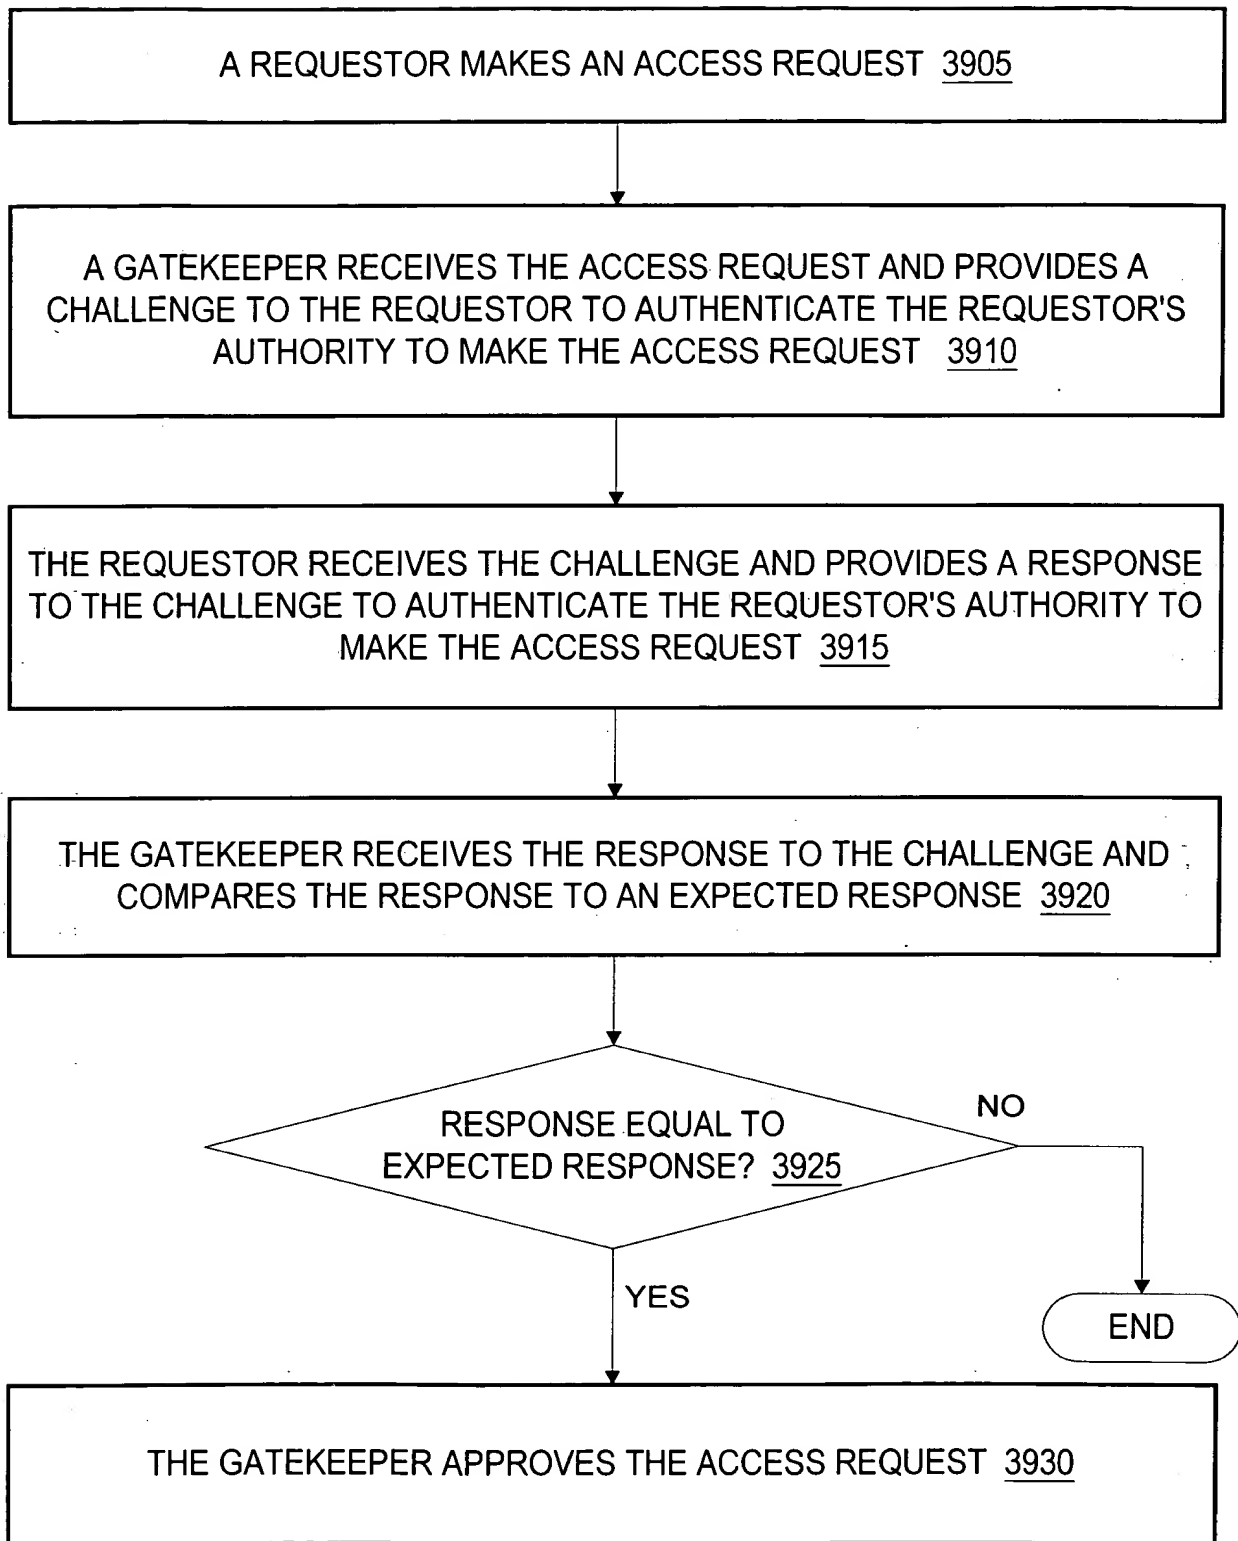 A REQUESTOR MAKES AN ACCESS REQUEST 3905
A GATEKEEPER RECEIVES THE ACCESS REQUEST AND PROVIDES A
CHALLENGE TO THE REQUESTOR TO AUTHENTICATE THE REQUESTOR'S
AUTHORITY TO MAKE THE ACCESS REQUEST 3910
THE REQUESTOR RECEIVES THE CHALLENGE AND PROVIDES A RESPONSE
TO THE CHALLENGE TO AUTHENTICATE THE REQUESTOR'S AUTHORITY TO
MAKE THE ACCESS REQUEST 3915
THE GATEKEEPER RECEIVES THE RESPONSE TO THE CHALLENGE AND
COMPARES THE RESPONSE TO AN EXPECTED RESPONSE 3920
RESPONSE EQUAL TO
EXPECTED RESPONSE? 3925
NO
YES
END
THE GATEKEEPER APPROVES THE ACCESS REQUEST 3930